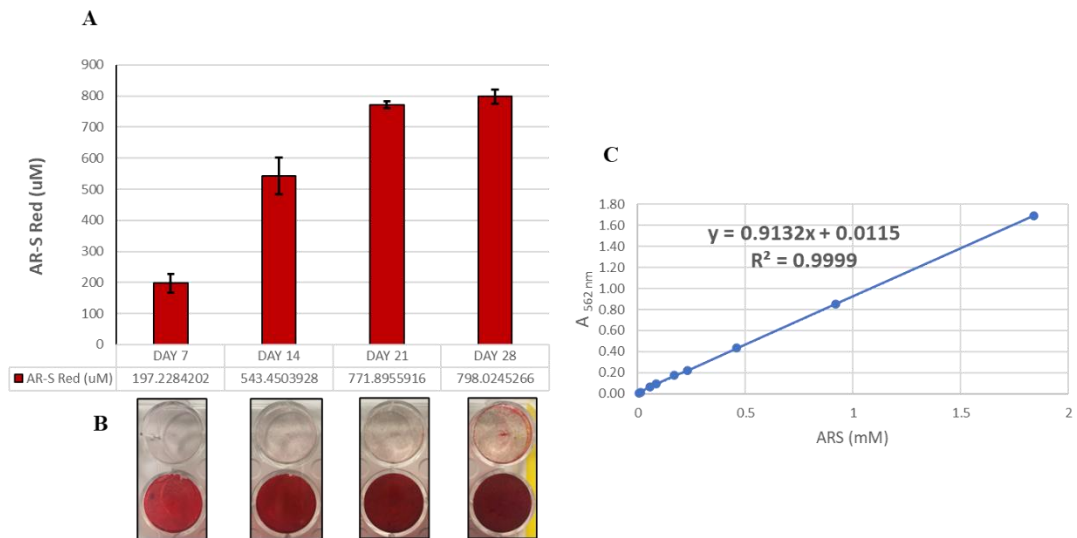 A
900
800
700
600
500
400
300
200
100
0
AR-S Red (uM)
DAY 7 DAY 14 DAY 21 DAY 28
AR-S Red (uM) 197.2284202 543.4503928 771.8955916 798.0245266
B
C
1.80
1.60
1.40
1.20
1.00
0.80
0.60
0.40
0.20
0.00
A 562 nm
y = 0.9132x + 0.0115
R² = 0.9999
0 0.5 1 1.5 2
ARS (mM)